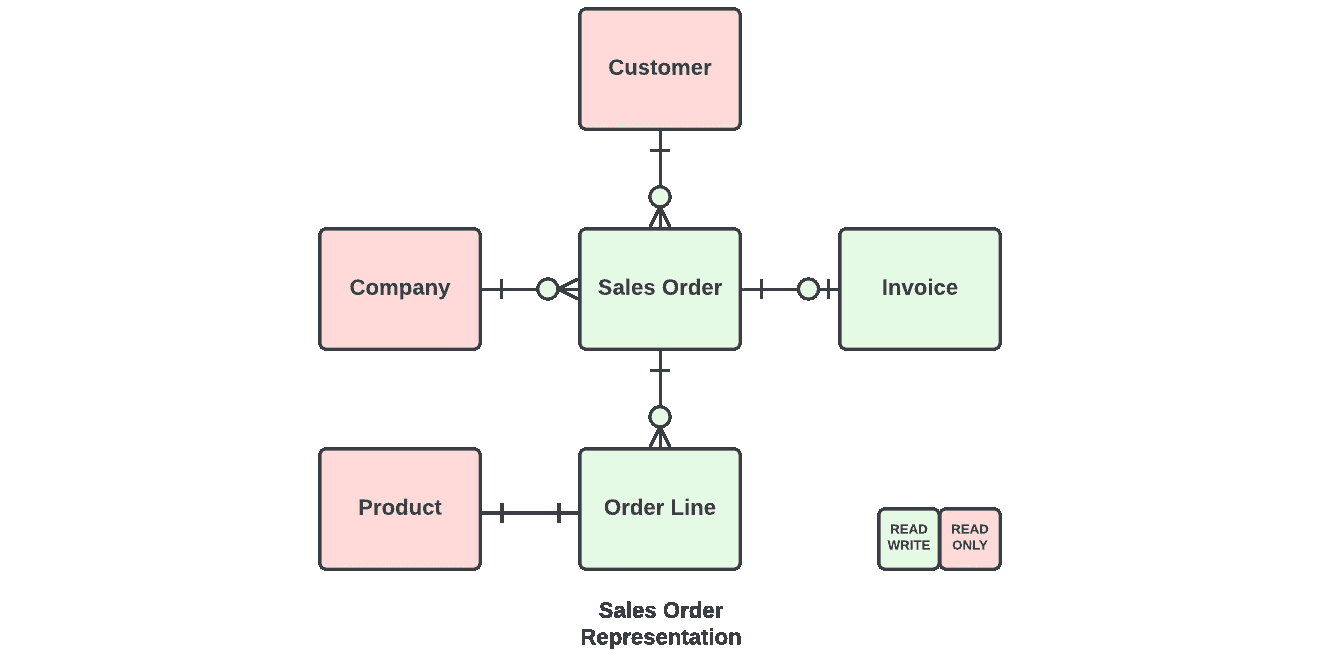 Customer
Company
Sales Order
Invoice
Product
Order Line
READ
WRITE
READ
ONLY
Sales Order
Representation